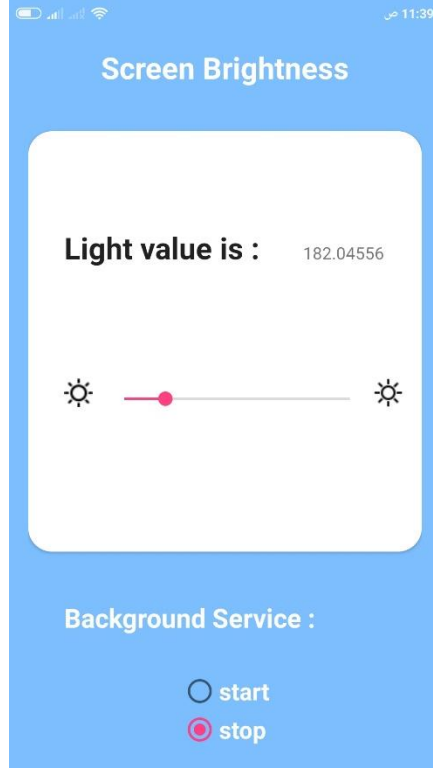 11:39 ص
Screen Brightness
Light value is : 182.04556
Background Service :
start
stop